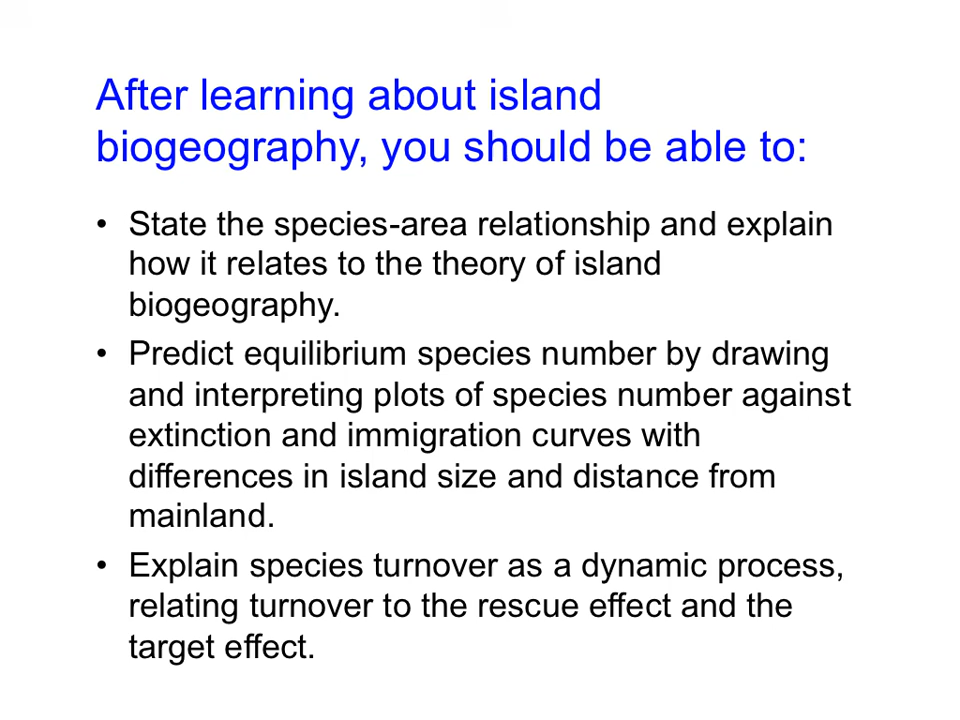 After learning about island
biogeography, you should be able to:
• State the species-area relationship and explain
how it relates to the theory of island
biogeography.
• Predict equilibrium species number by drawing
and interpreting plots of species number against
extinction and immigration curves with
differences in island size and distance from
mainland.
• Explain species turnover as a dynamic process,
relating turnover to the rescue effect and the
target effect.